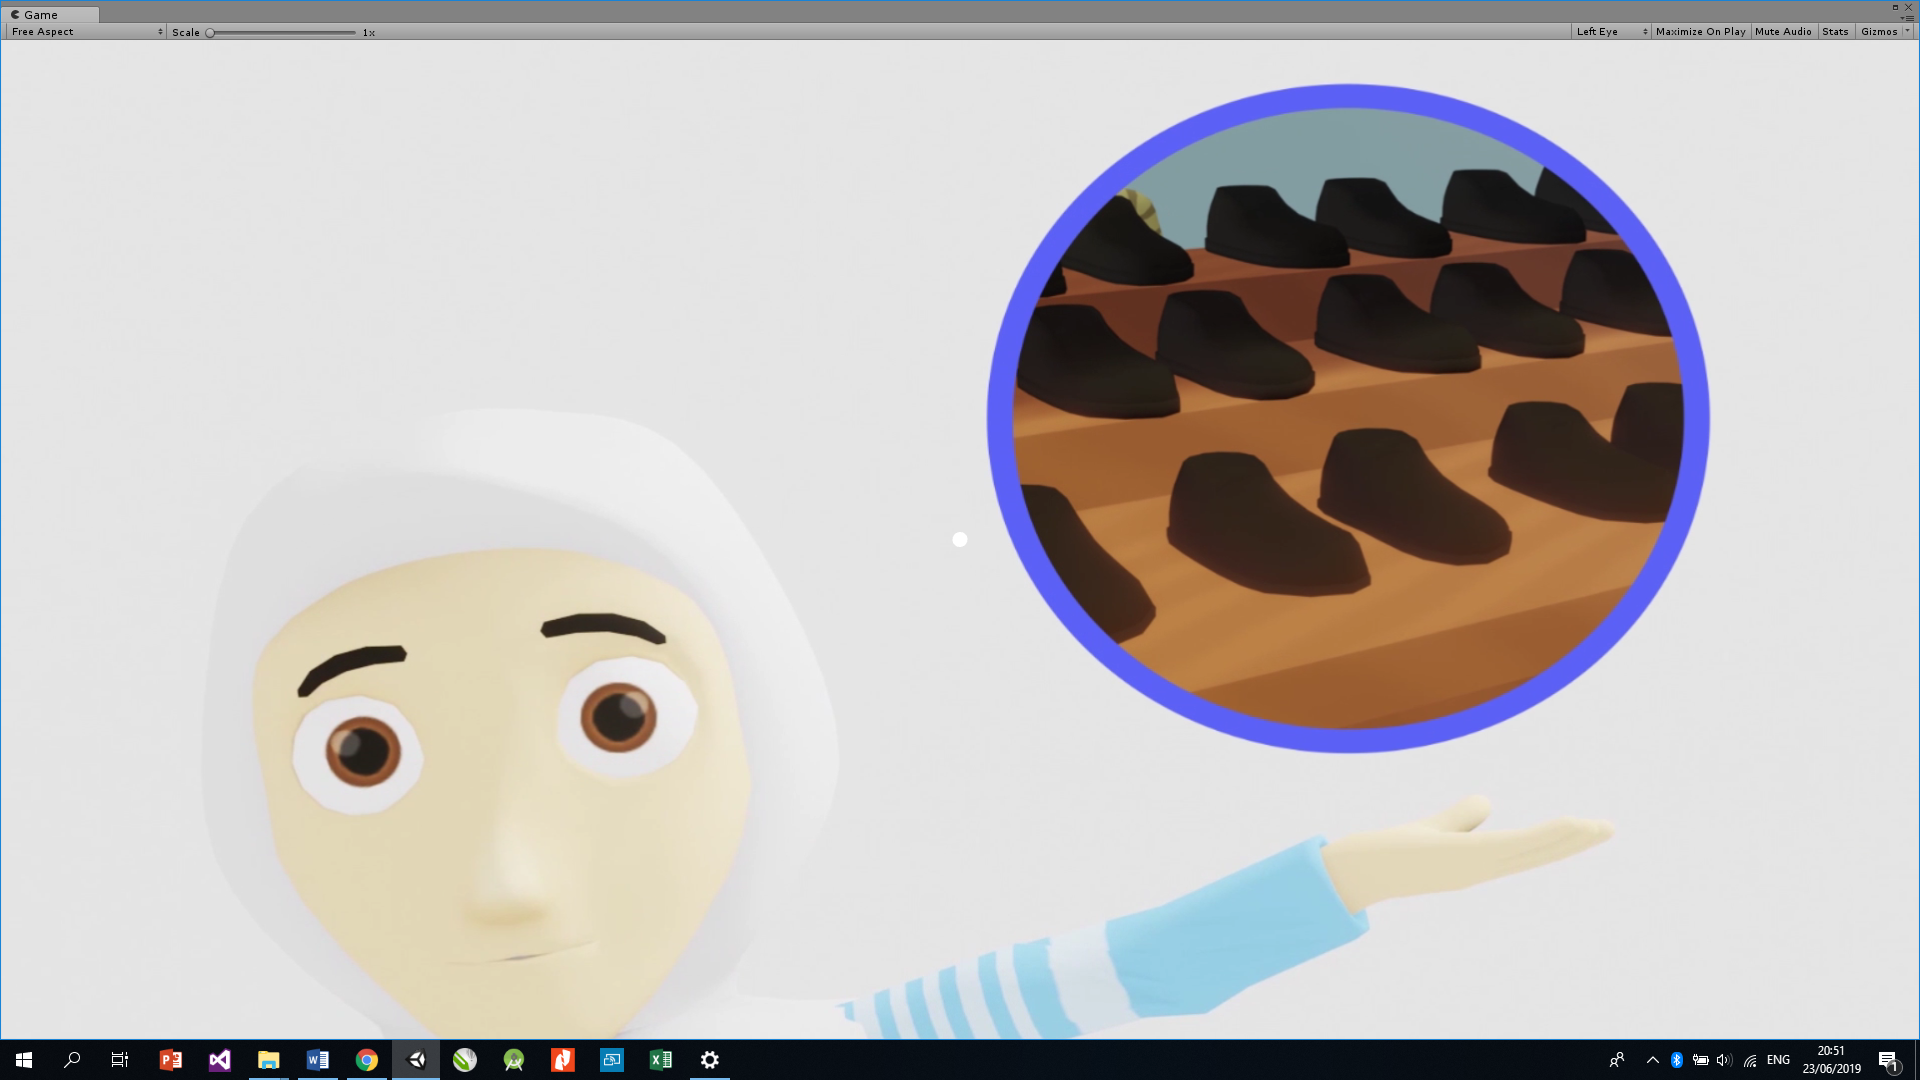 Game
Free Aspect Scale 1x Left Eye Maximize On Play Mute Audio Stats Gizmos
ENG 20:51
23/06/2019 1